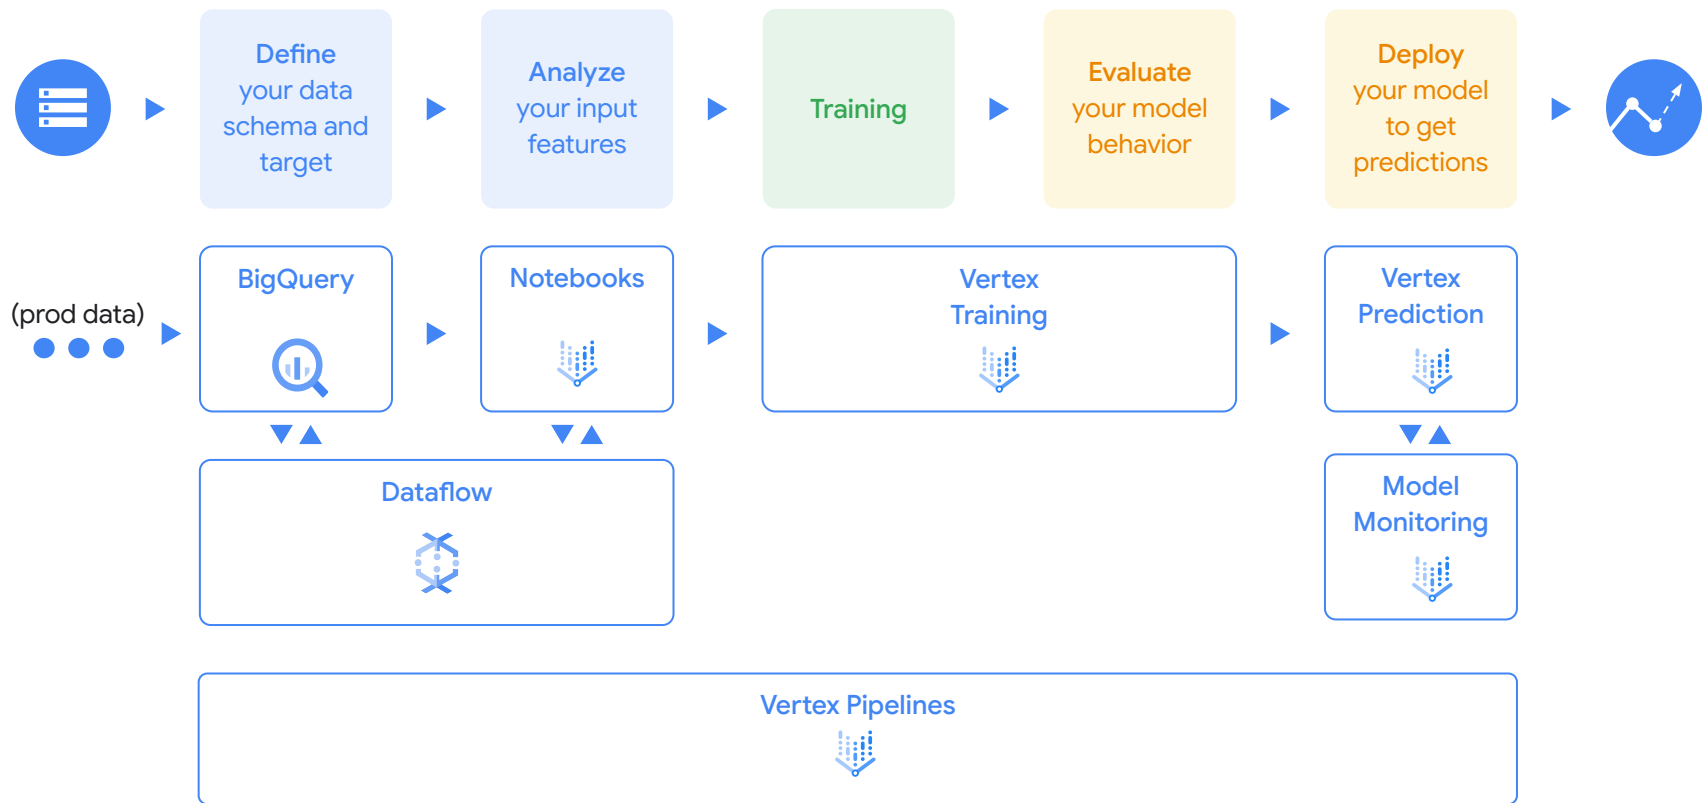 Define
your data
schema and
target
Analyze
your input
features
Training
Evaluate
your model
behavior
Deploy
your model
to get
predictions
(prod data)
BigQuery
Notebooks
Vertex
Training
Vertex
Prediction
Dataflow
Model
Monitoring
Vertex Pipelines